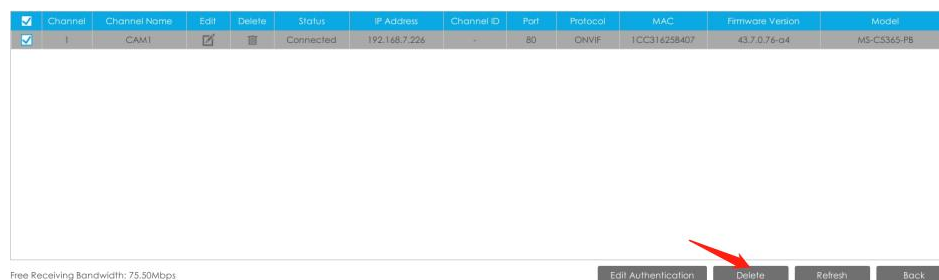 Channel Channel Name Edit Delete Status IP Address Channel ID Port Protocol MAC Firmware Version Model
1 CAM1 Connected 192.168.7.226 - 80 ONVIF 1CC316258407 43.7.0.76-a4 MS-C5365-PB
Free Receiving Bandwidth: 75.50Mbps Edit Authentication Delete Refresh Back